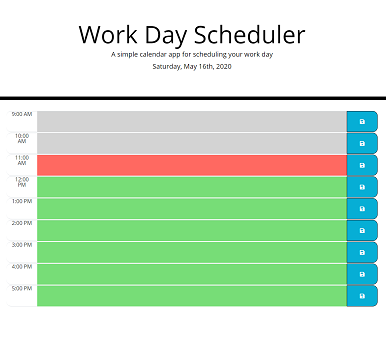 Work Day Scheduler
A simple calendar app for scheduling your work day
Saturday, May 16th, 2020
9:00 AM
10:00
AM
11:00
AM
12:00
PM
1:00 PM
2:00 PM
3:00 PM
4:00 PM
5:00 PM